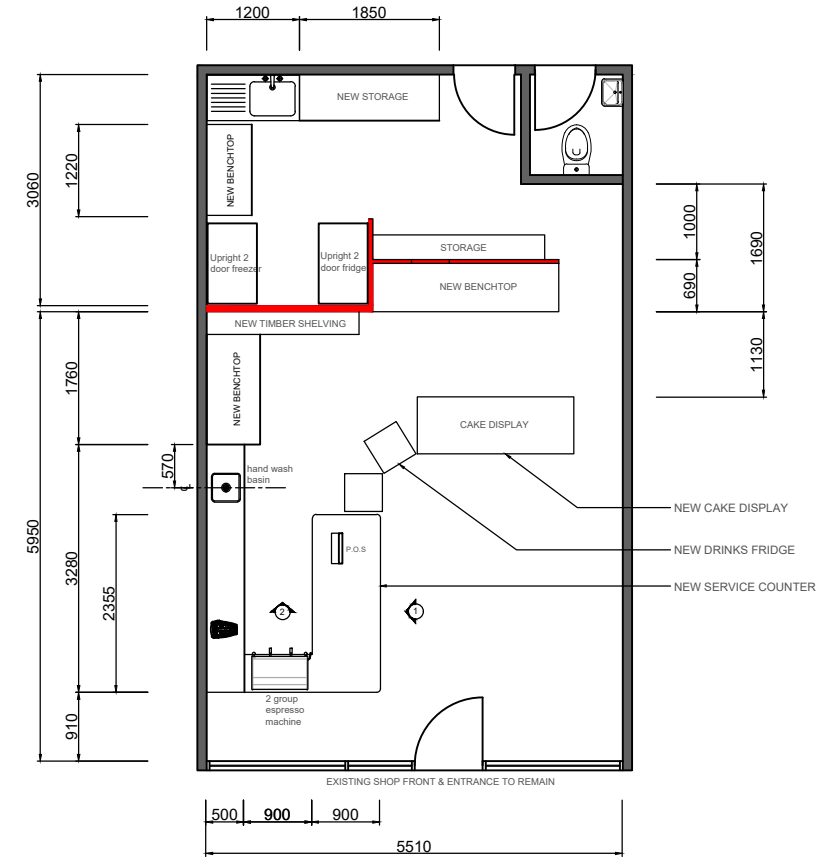 1200
1850
NEW STORAGE
3060
1220
NEW BENCHTOP
Upright 2
door freezer
Upright 2
door fridge
STORAGE
NEW BENCHTOP
1000
1690
690
NEW TIMBER SHELVING
1130
1760
NEW BENCHTOP
CAKE DISPLAY
570
hand wash
basin
NEW CAKE DISPLAY
P.O.S
NEW DRINKS FRIDGE
5950
3280
2355
NEW SERVICE COUNTER
2
1
2 group
espresso
machine
910
EXISTING SHOP FRONT & ENTRANCE TO REMAIN
500
900
900
5510